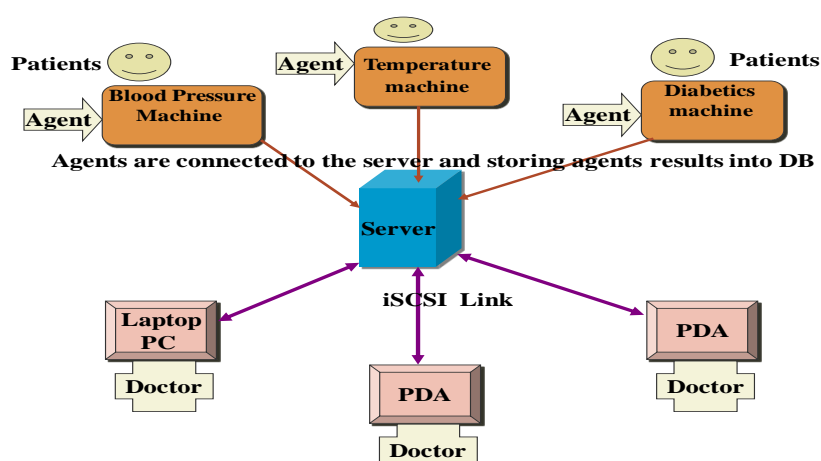 Patients
Agent
Temperature
machine
Patients
Agent
Blood Pressure
Machine
Agent
Diabetics
machine
Agents are connected to the server and storing agents results into DB
Server
iSCSI Link
Laptop
PC
PDA
PDA
Doctor
Doctor
Doctor